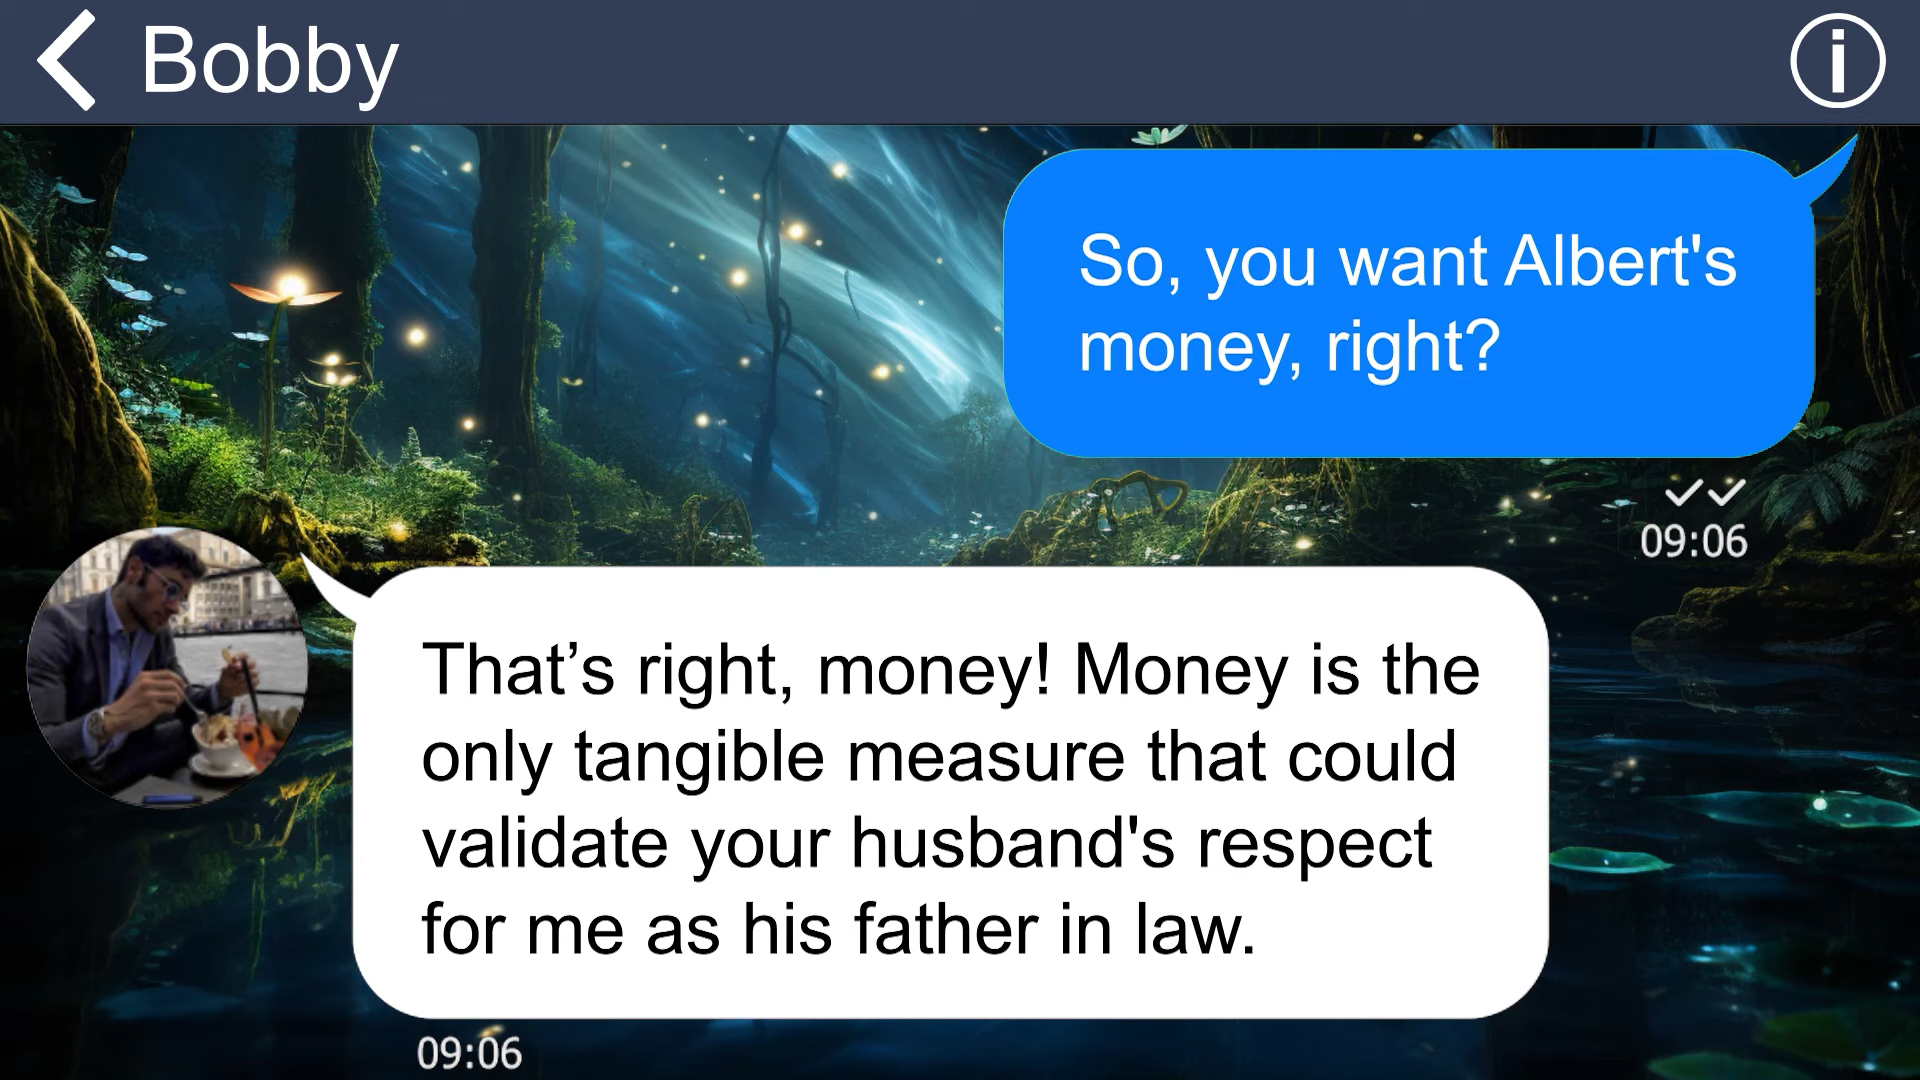 Bobby
So, you want Albert's
money, right?
09:06
That’s right, money! Money is the
only tangible measure that could
validate your husband's respect
for me as his father in law.
09:06